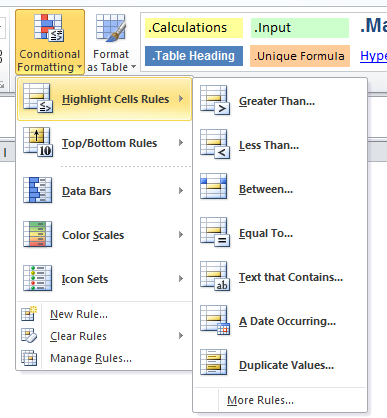 Conditional
Formatting
Format
as Table
.Calculations
.Input
.Ma
.Table Heading
.Unique Formula
Hype
Highlight Cells Rules
Top/Bottom Rules
Data Bars
Color Scales
Icon Sets
New Rule...
Clear Rules
Manage Rules...
Greater Than...
Less Than...
Between...
Equal To...
Text that Contains...
A Date Occurring...
Duplicate Values...
More Rules...